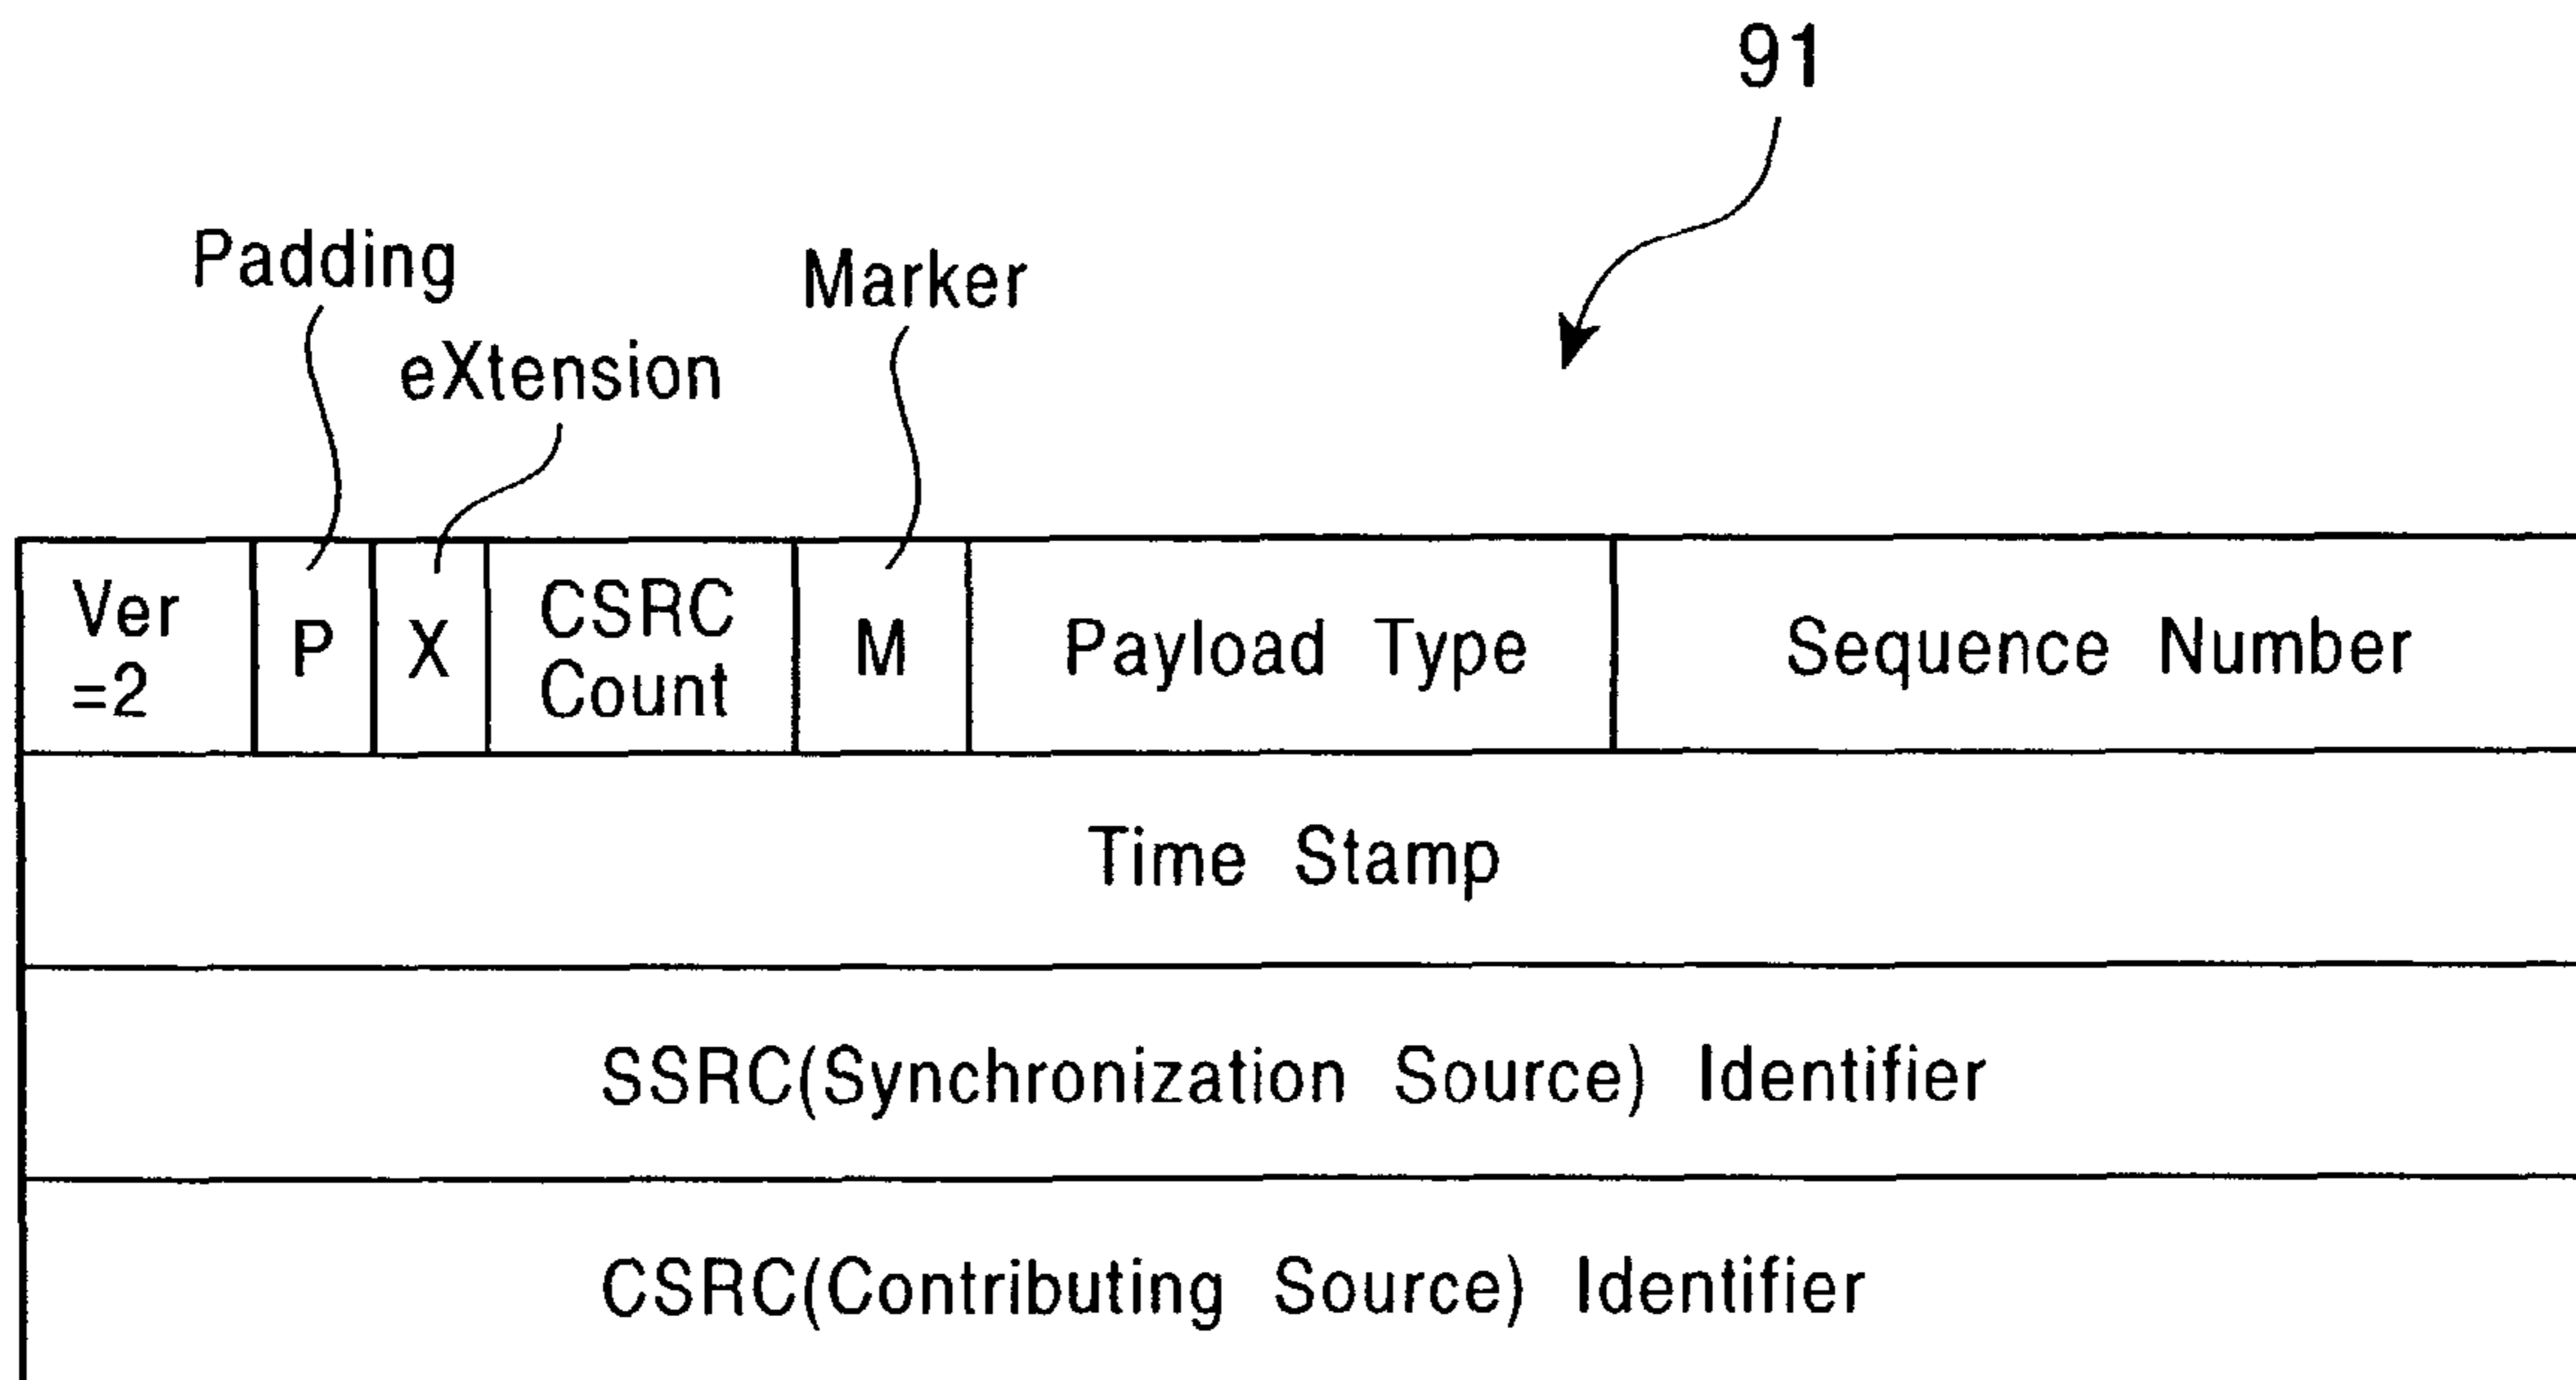 91
Padding
eXtension
Marker
Ver
=2
P
X
CSRC
Count
M
Payload Type
Sequence Number
Time Stamp
SSRC(Synchronization Source) Identifier
CSRC(Contributing Source) Identifier